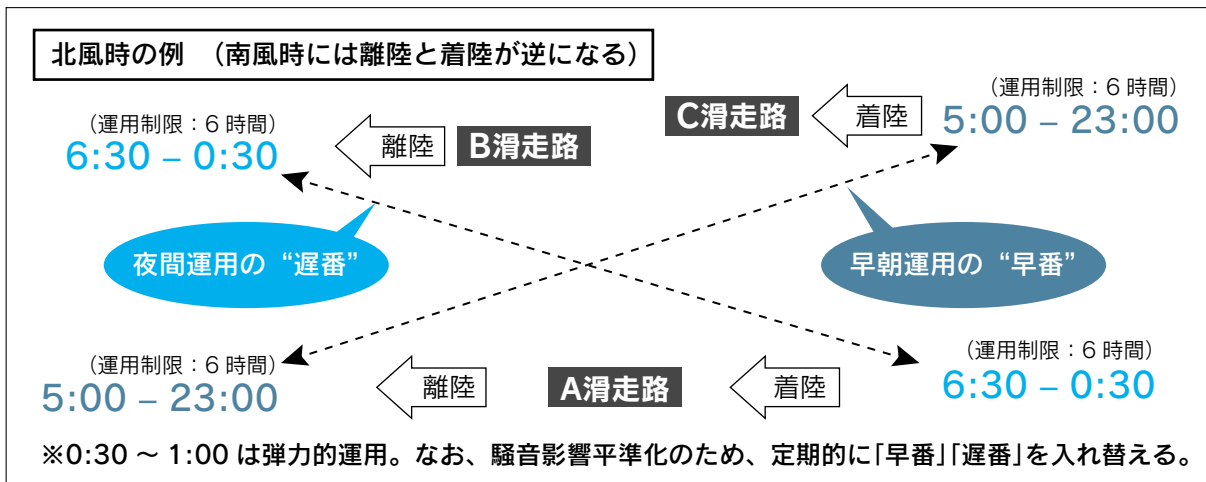 北風時の例 （南風時には離陸と着陸が逆になる）
（運用制限：6 時間）
6:30 – 0:30
離陸
B滑走路
C滑走路
着陸
（運用制限：6 時間）
5:00 – 23:00
夜間運用の “遅番”
早朝運用の “早番”
（運用制限：6 時間）
5:00 – 23:00
離陸
A滑走路
着陸
（運用制限：6 時間）
6:30 – 0:30
※0:30 ～ 1:00 は弾力的運用。なお、騒音影響平準化のため、定期的に「早番」「遅番」を入れ替える。